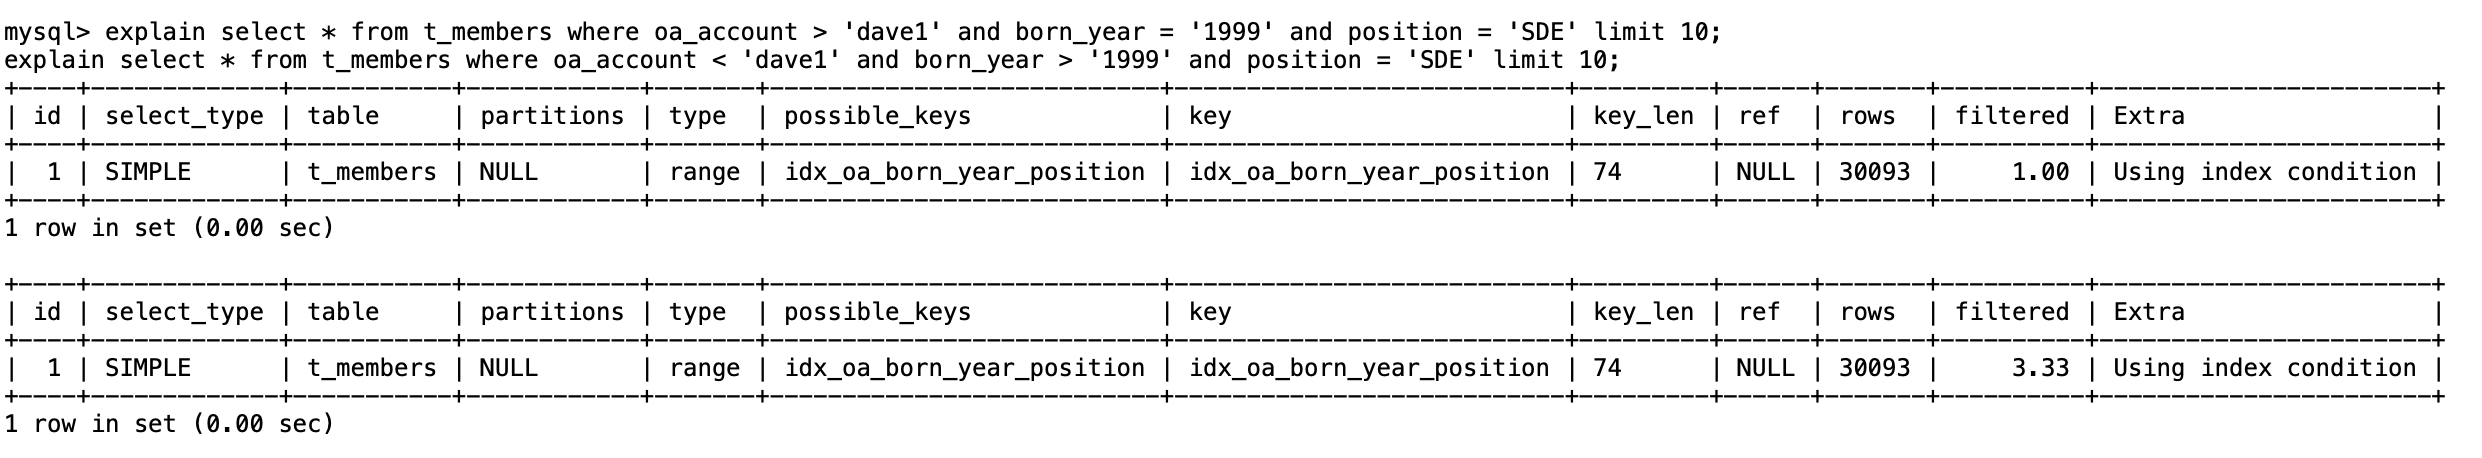 mysql> explain select * from t_members where oa_account > 'dave1' and born_year = '1999' and position = 'SDE' limit 10;
explain select * from t_members where oa_account < 'dave1' and born_year > '1999' and position = 'SDE' limit 10;
+----+-------------+-----------+------------+-------+--------------------------+--------------------------+---------+------+-------+----------+-----------------------+
| id | select_type | table     | partitions | type  | possible_keys            | key                      | key_len | ref  | rows  | filtered | Extra                 |
+----+-------------+-----------+------------+-------+--------------------------+--------------------------+---------+------+-------+----------+-----------------------+
|  1 | SIMPLE      | t_members | NULL       | range | idx_oa_born_year_position | idx_oa_born_year_position | 74      | NULL | 30093 |     1.00 | Using index condition |
+----+-------------+-----------+------------+-------+--------------------------+--------------------------+---------+------+-------+----------+-----------------------+
1 row in set (0.00 sec)
+----+-------------+-----------+------------+-------+--------------------------+--------------------------+---------+------+-------+----------+-----------------------+
| id | select_type | table     | partitions | type  | possible_keys            | key                      | key_len | ref  | rows  | filtered | Extra                 |
+----+-------------+-----------+------------+-------+--------------------------+--------------------------+---------+------+-------+----------+-----------------------+
|  1 | SIMPLE      | t_members | NULL       | range | idx_oa_born_year_position | idx_oa_born_year_position | 74      | NULL | 30093 |     3.33 | Using index condition |
+----+-------------+-----------+------------+-------+--------------------------+--------------------------+---------+------+-------+----------+-----------------------+
1 row in set (0.00 sec)